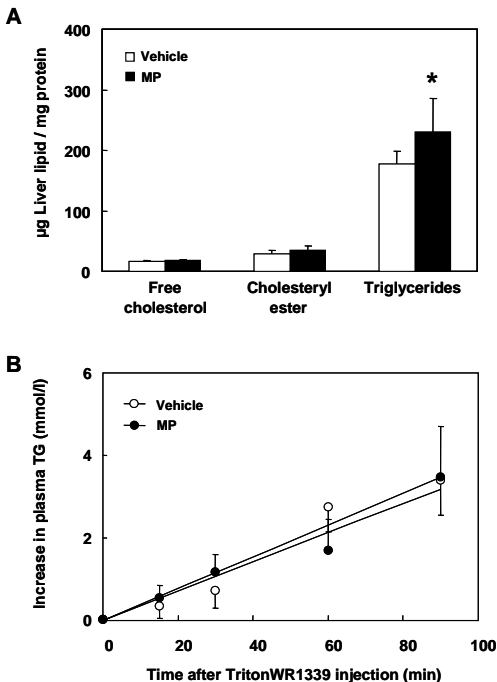 A
400
300
200
100
0
µg Liver lipid / mg protein
Vehicle
MP
*
Free
cholesterol
Cholesteryl
ester
Triglycerides
B
6
4
2
0
Increase in plasma TG (mmol/l)
Vehicle
MP
0 20 40 60 80 100
Time after TritonWR1339 injection (min)